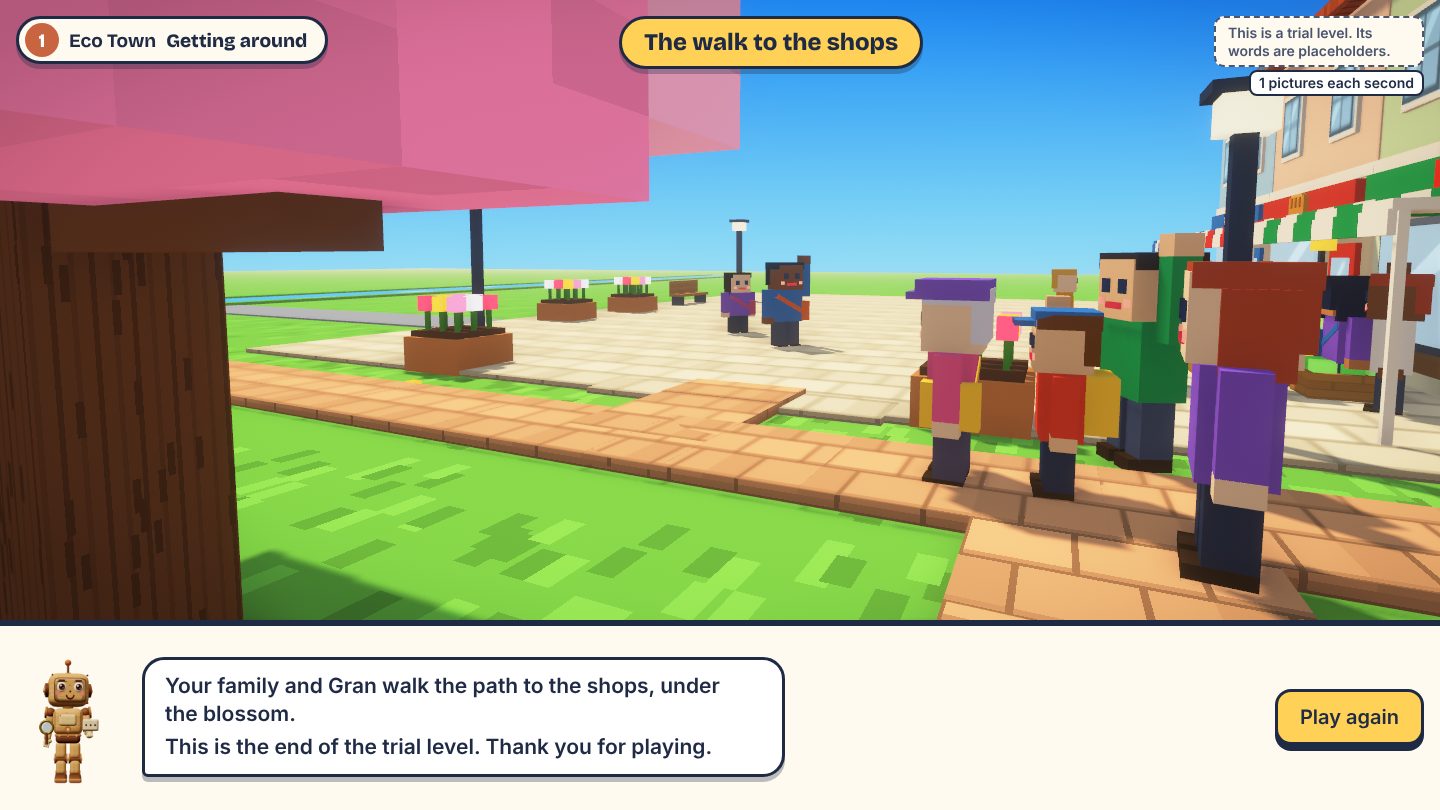 1 Eco Town Getting around
The walk to the shops
This is a trial level. Its
words are placeholders.
1 pictures each second
Your family and Gran walk the path to the shops, under
the blossom.
This is the end of the trial level. Thank you for playing.
Play again